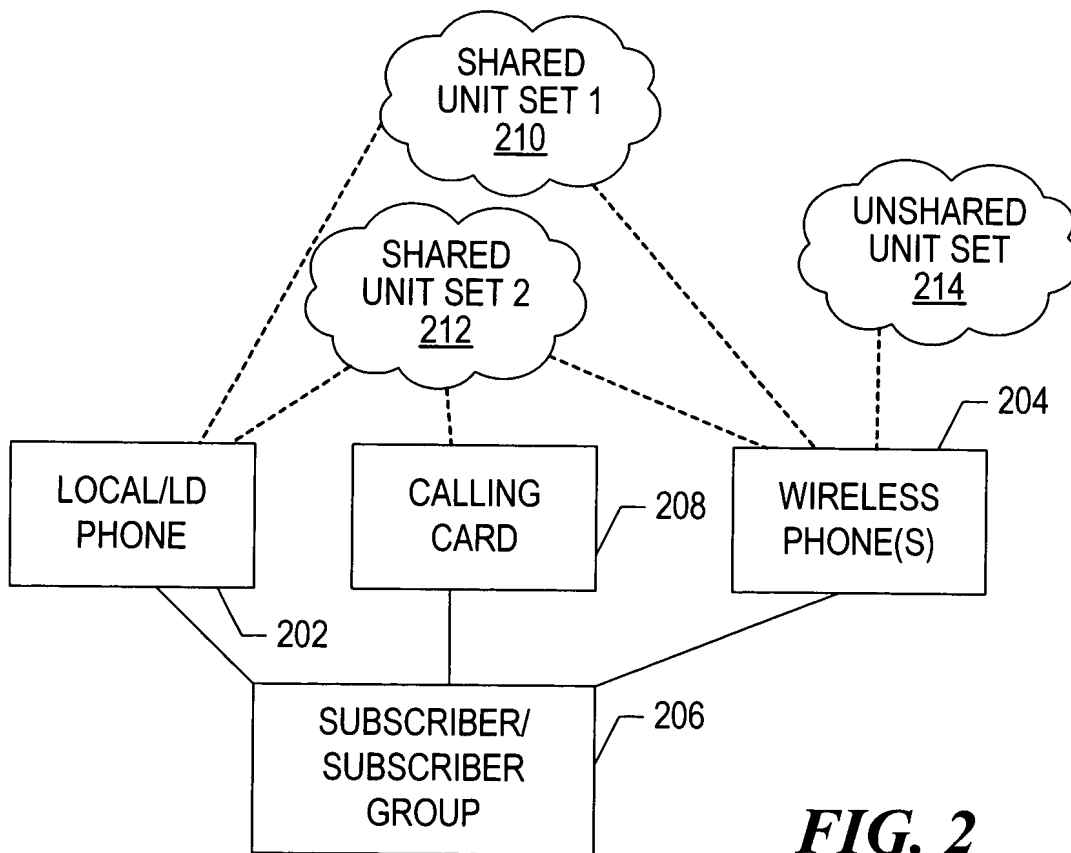 SHARED
UNIT SET 1
210
SHARED
UNIT SET 2
212
UNSHARED
UNIT SET
214
204
LOCAL/LD
PHONE
CALLING
CARD
208
WIRELESS
PHONE(S)
202
SUBSCRIBER/
SUBSCRIBER
GROUP
206
FIG. 2